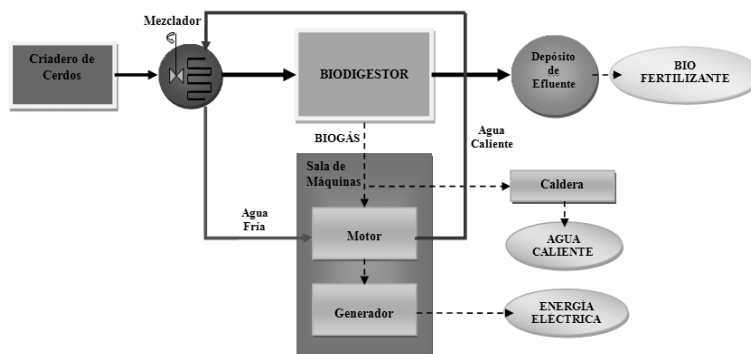 Mezclador
Criadero de
Cerdos
BIODIGESTOR
Depósito
de
Efluente
BIO
FERTILIZANTE
BIOGÁS
Agua
Caliente
Sala de
Máquinas
Caldera
Agua
Fría
Motor
AGUA
CALIENTE
Generador
ENERGÍA
ELECTRICA